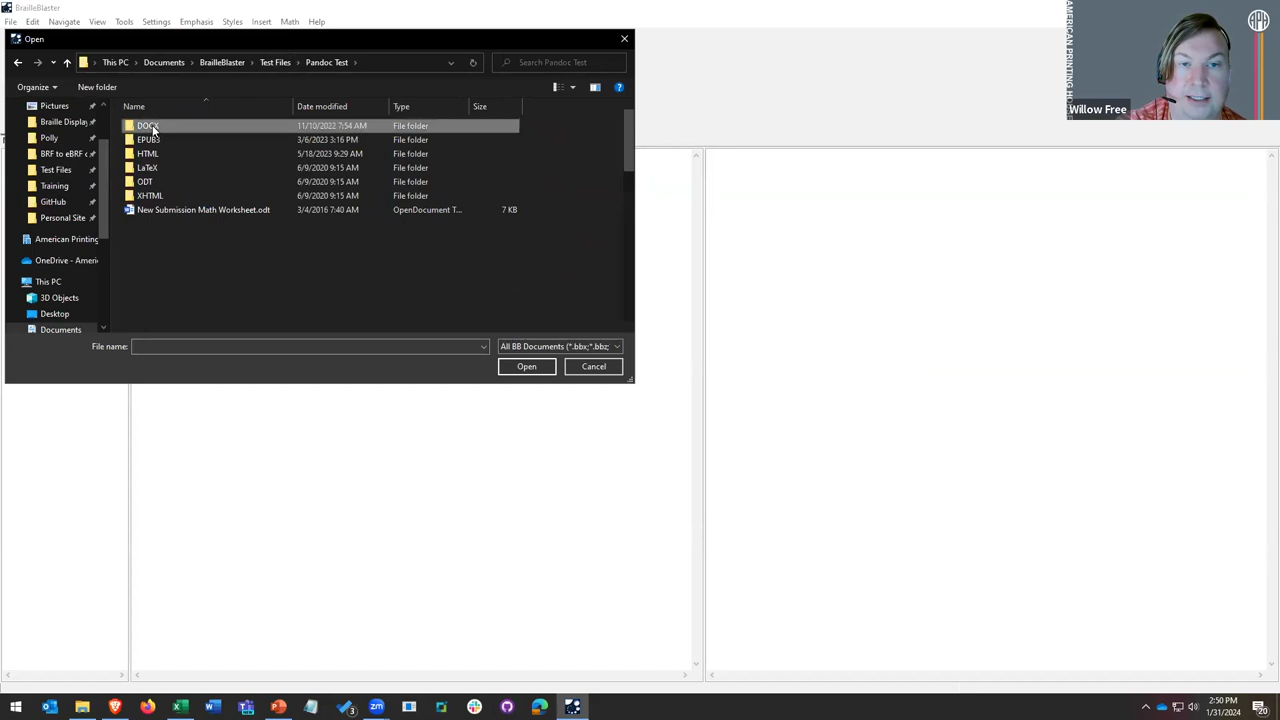 BrailleBlaster
File Edit Navigate View Tools Settings Emphasis Styles Insert Math Help
Open
This PC > Documents > BrailleBlaster > Test Files > Pandoc Test >
Search Pandoc Test
Organize New folder
Name Date modified Type Size
Pictures
Braille Display
Polly
BRF to eBRF c
Test Files
Training
GitHub
Personal Site
American Printing
OneDrive - Ameri
This PC
3D Objects
Desktop
Documents
DOCX 11/10/2022 7:54 AM File folder
EPUB3 3/6/2023 3:16 PM File folder
HTML 5/18/2023 9:29 AM File folder
LaTeX 6/9/2020 9:15 AM File folder
ODT 6/9/2020 9:15 AM File folder
XHTML 6/9/2020 9:15 AM File folder
New Submission Math Worksheet.odt 3/4/2016 7:40 AM OpenDocument T... 7 KB
File name: All BB Documents (*.bbx;*.bbz;
Open Cancel
AMERICAN PRINTING HO
Willow Free
2:50 PM
1/31/2024
20